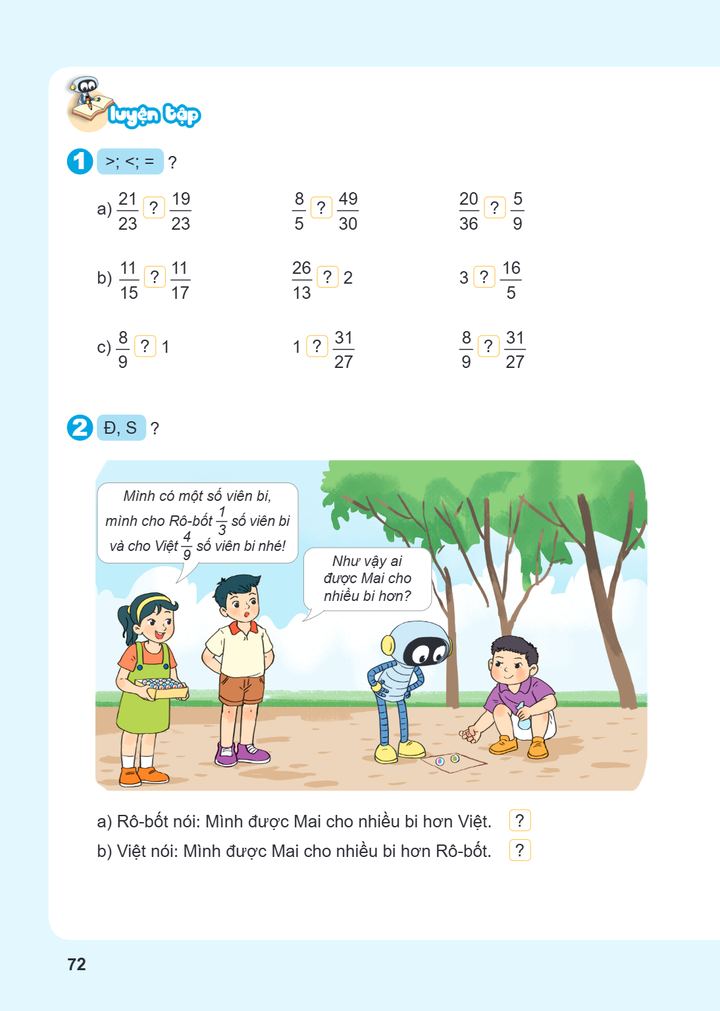 luyện tập
1 >; <; = ?
a) 21/23 ? 19/23 8/5 ? 49/30 20/36 ? 5/9
b) 11/15 ? 11/17 26/13 ? 2 3 ? 16/5
c) 8/9 ? 1 1 ? 31/27 8/9 ? 31/27
2 Đ, S ?
Mình có một số viên bi,
mình cho Rô-bốt 1/3 số viên bi
và cho Việt 4/9 số viên bi nhé!
Như vậy ai
được Mai cho
nhiều bi hơn?
a) Rô-bốt nói: Mình được Mai cho nhiều bi hơn Việt. ?
b) Việt nói: Mình được Mai cho nhiều bi hơn Rô-bốt. ?
72